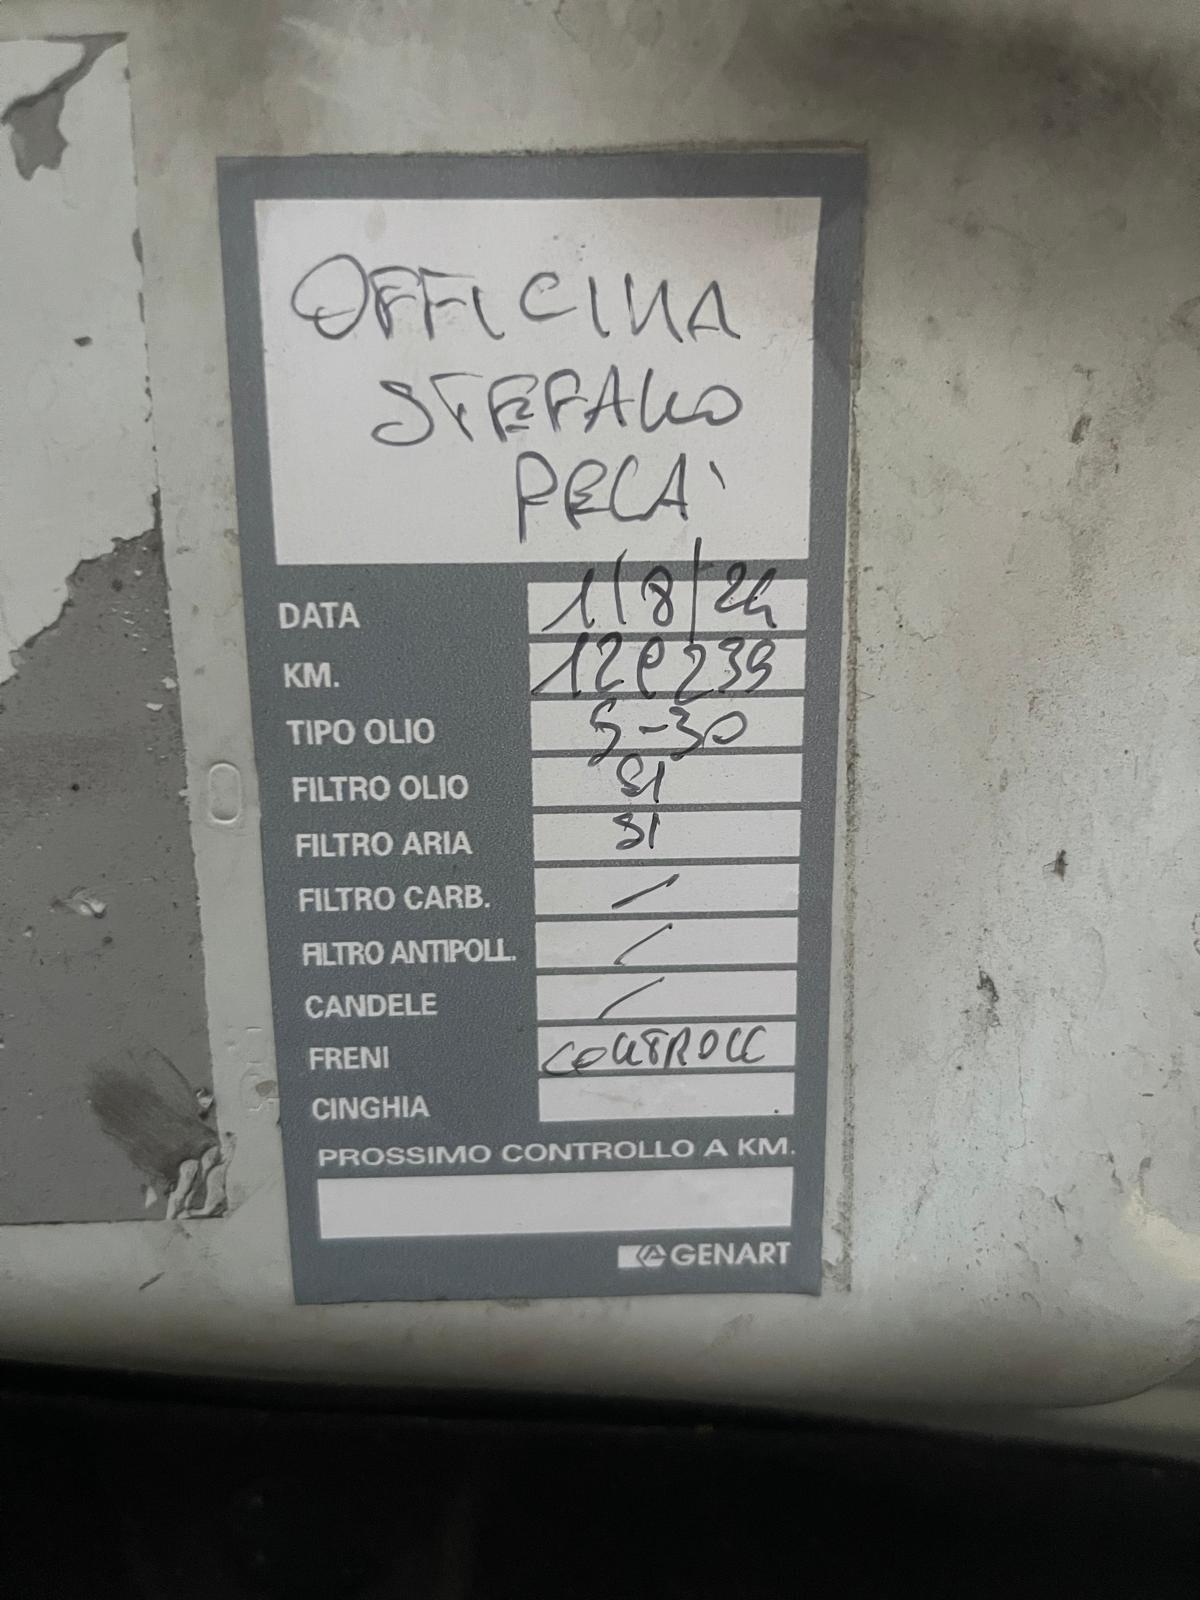 OFFICINA
STEFANO
PECA'
DATA 1/8/24
KM. 120239
TIPO OLIO 5-30
FILTRO OLIO SI
FILTRO ARIA SI
FILTRO CARB. /
FILTRO ANTIPOLL. /
CANDELE /
FRENI CONTROLL
CINGHIA
PROSSIMO CONTROLLO A KM.
GENART